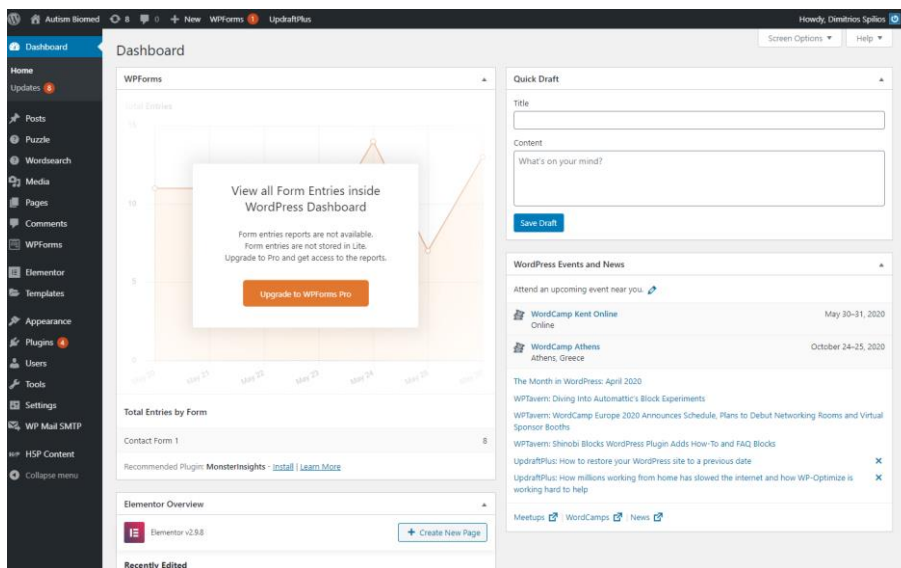 Autism Biomed 8 0 New WPForms 1 UpdraftPlus Howdy, Dimitrios Spilios
Screen Options Help
Dashboard
Home
Updates 8
Posts
Puzzle
Wordsearch
Media
Pages
Comments
WPForms
Elementor
Templates
Appearance
Plugins 4
Users
Tools
Settings
WP Mail SMTP
H5P Content
Collapse menu
Dashboard
WPForms
Total Entries
15
10
5
0
May 20 May 21 May 22 May 23 May 24 May 25
View all Form Entries inside
WordPress Dashboard
Form entries reports are not available.
Form entries are not stored in Lite.
Upgrade to Pro and get access to the reports.
Upgrade to WPForms Pro
Total Entries by Form
Contact Form 1 8
Recommended Plugin: MonsterInsights - Install | Learn More
Elementor Overview
Elementor v2.9.8
+ Create New Page
Recently Edited
Quick Draft
Title
Content
What's on your mind?
Save Draft
WordPress Events and News
Attend an upcoming event near you.
WordCamp Kent Online May 30–31, 2020
Online
WordCamp Athens October 24–25, 2020
Athens, Greece
The Month in WordPress: April 2020
WPTavern: Diving Into Automattic's Block Experiments
WPTavern: WordCamp Europe 2020 Announces Schedule, Plans to Debut Networking Rooms and Virtual
Sponsor Booths
WPTavern: Shinobi Blocks WordPress Plugin Adds How-To and FAQ Blocks
UpdraftPlus: How to restore your WordPress site to a previous date
UpdraftPlus: How millions working from home has slowed the internet and how WP-Optimize is
working hard to help
Meetups | WordCamps | News